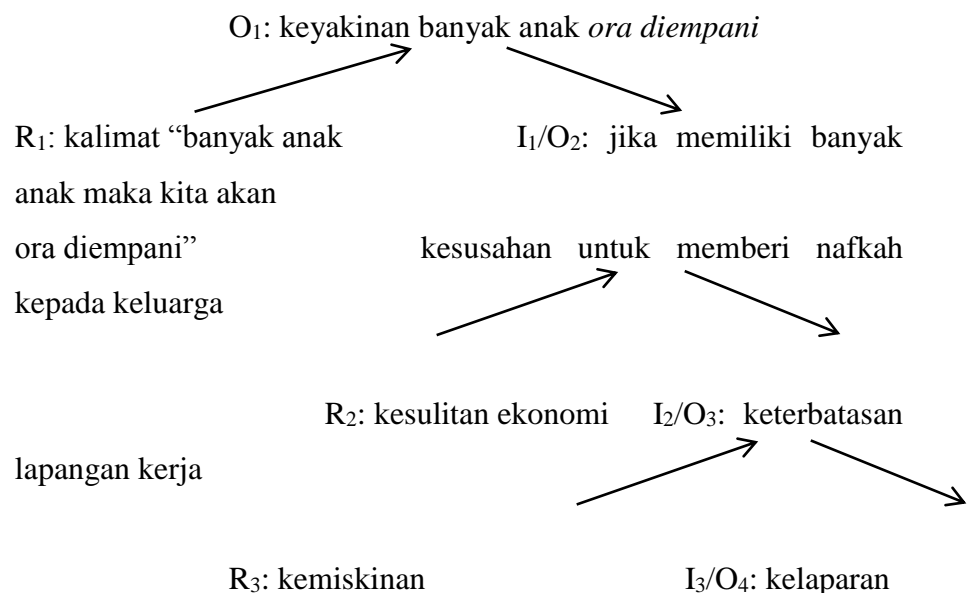 O₁: keyakinan banyak anak ora diempani
R₁: kalimat “banyak anak I₁/O₂: jika memiliki banyak
anak maka kita akan
ora diempani” kesusahan untuk memberi nafkah
kepada keluarga
R₂: kesulitan ekonomi I₂/O₃: keterbatasan
lapangan kerja
R₃: kemiskinan I₃/O₄: kelaparan